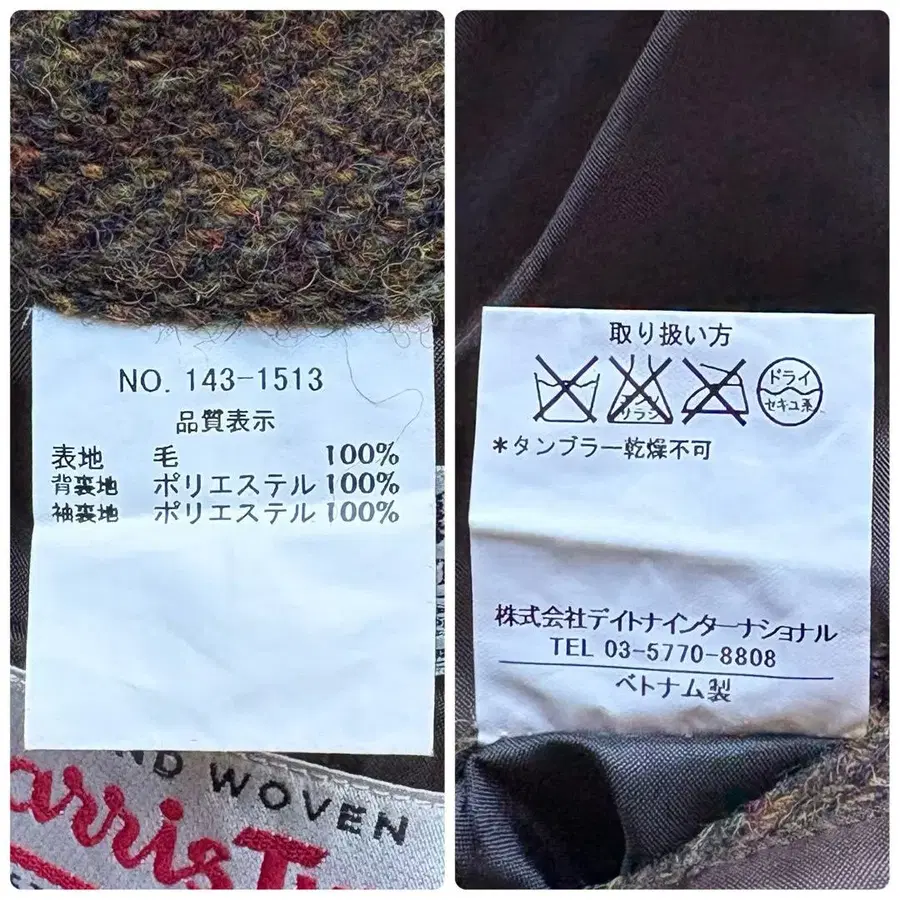 NO. 143-1513
品質表示
表地 毛 100%
背裏地 ポリエステル 100%
袖裏地 ポリエステル 100%
WOVEN
取り扱い方
ドライ
セキユ系
*タンブラー乾燥不可
株式会社デイトナインターナショナル
TEL 03-5770-8808
ベトナム製